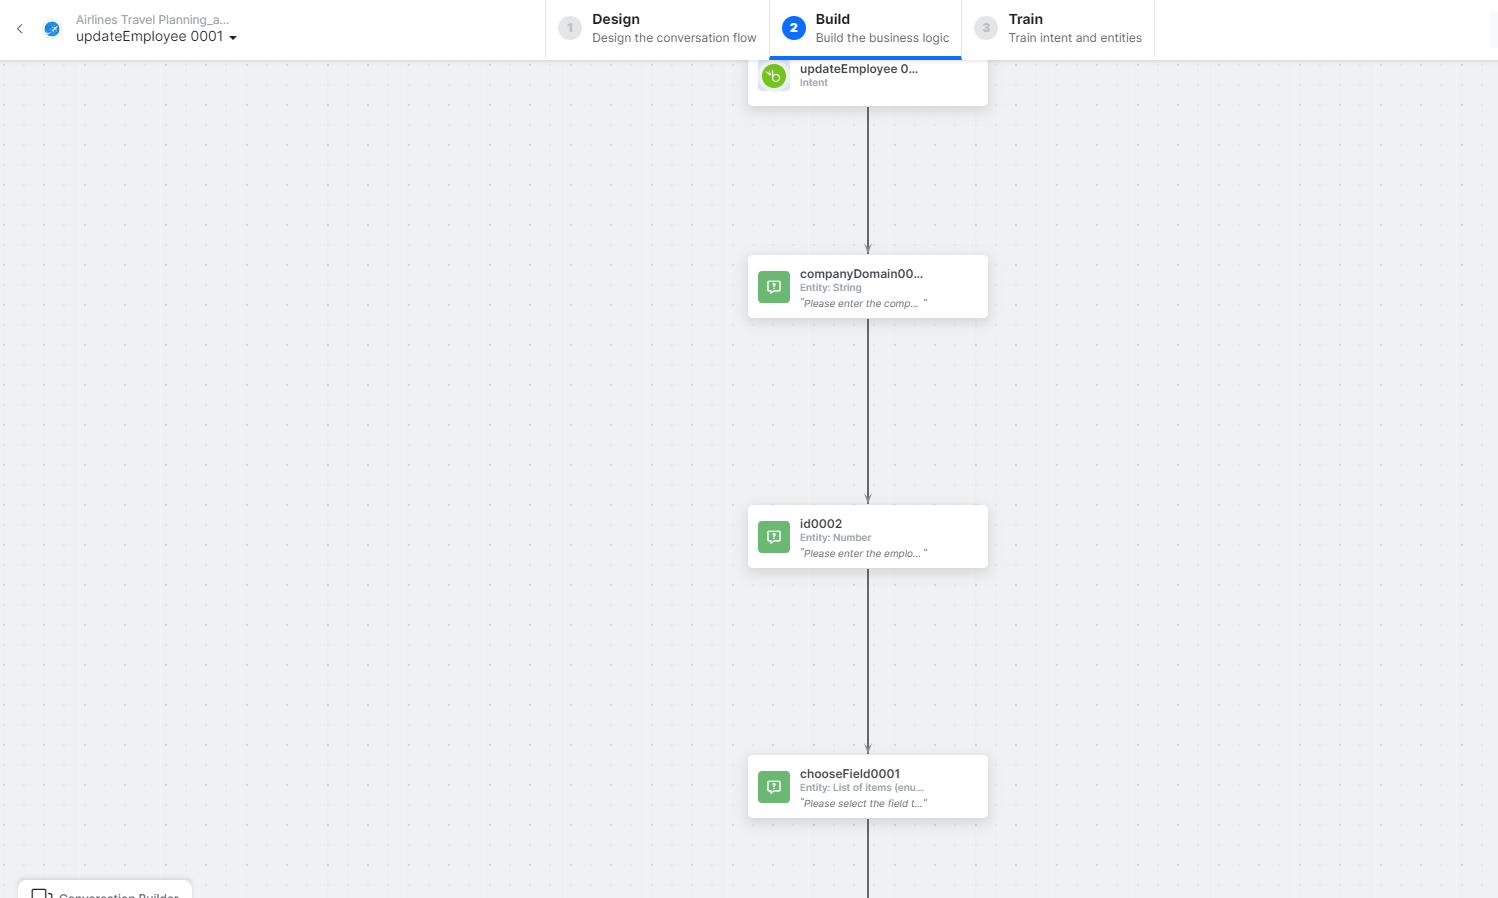 Airlines Travel Planning_a...
updateEmployee 0001
1
Design
Design the conversation flow
2
Build
Build the business logic
3
Train
Train intent and entities
updateEmployee 0...
Intent
companyDomain00...
Entity: String
"Please enter the comp... "
id0002
Entity: Number
"Please enter the emplo... "
chooseField0001
Entity: List of items (enu...
"Please select the field t..."
Conversation Builder